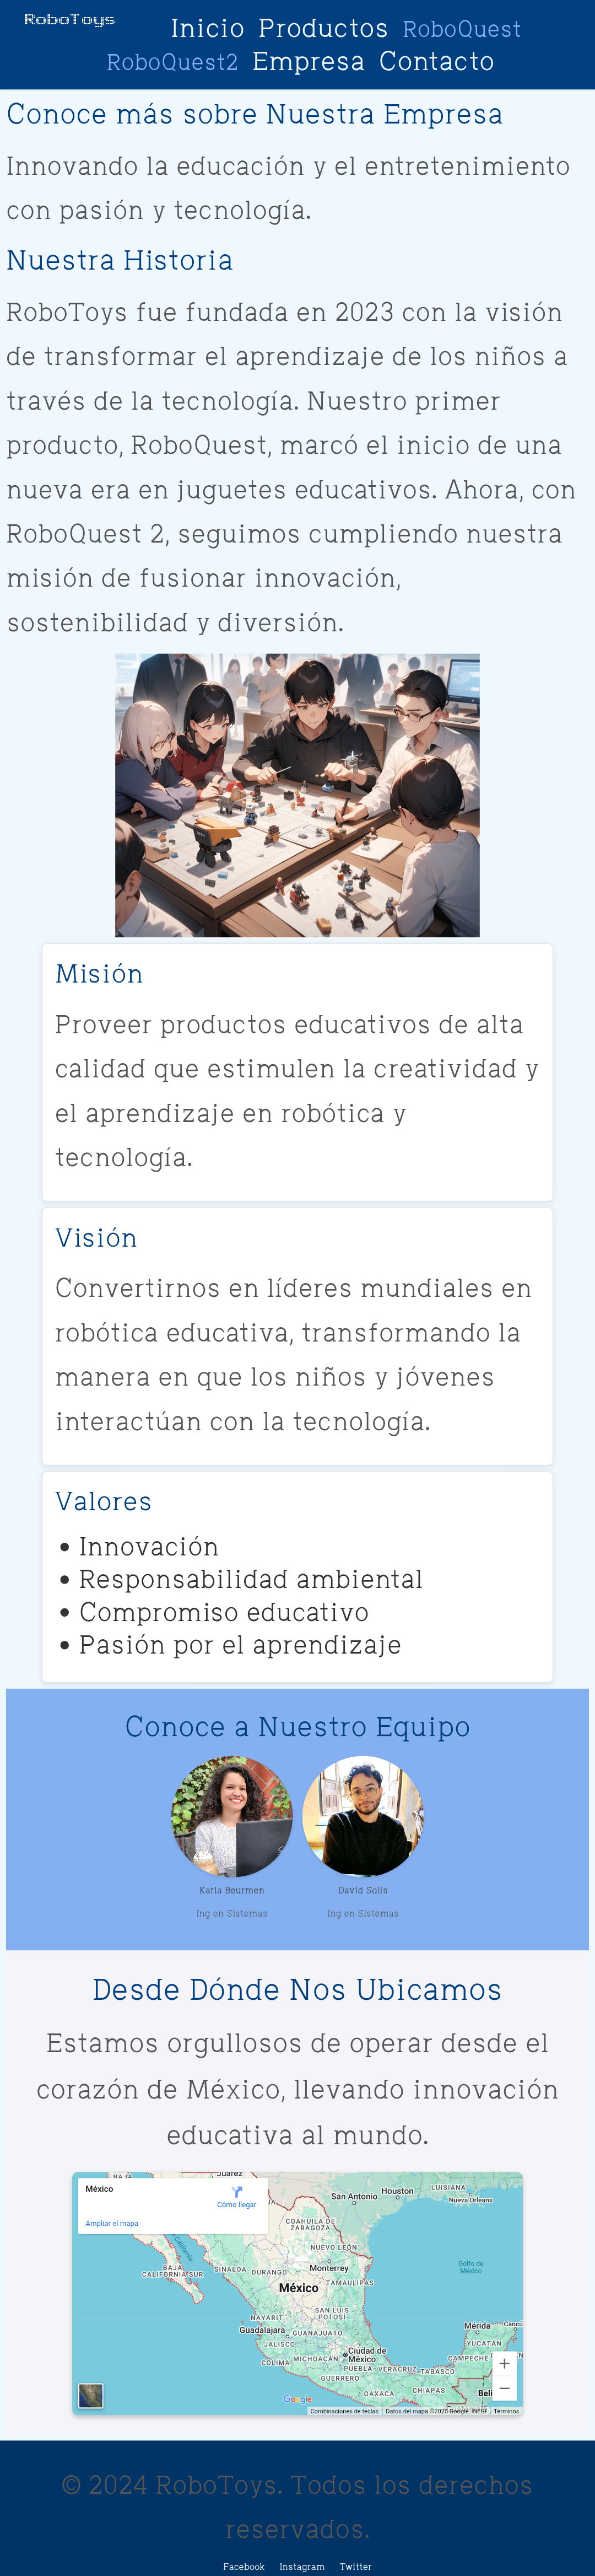 RoboToys
Inicio Productos RoboQuest
RoboQuest2 Empresa Contacto
Conoce más sobre Nuestra Empresa
Innovando la educación y el entretenimiento
con pasión y tecnología.
Nuestra Historia
RoboToys fue fundada en 2023 con la visión
de transformar el aprendizaje de los niños a
través de la tecnología. Nuestro primer
producto, RoboQuest, marcó el inicio de una
nueva era en juguetes educativos. Ahora, con
RoboQuest 2, seguimos cumpliendo nuestra
misión de fusionar innovación,
sostenibilidad y diversión.
Misión
Proveer productos educativos de alta
calidad que estimulen la creatividad y
el aprendizaje en robótica y
tecnología.
Visión
Convertirnos en líderes mundiales en
robótica educativa, transformando la
manera en que los niños y jóvenes
interactúan con la tecnología.
Valores
• Innovación
• Responsabilidad ambiental
• Compromiso educativo
• Pasión por el aprendizaje
Conoce a Nuestro Equipo
Karla Beurmen David Solís
Ing en Sistemas Ing en Sistemas
Desde Dónde Nos Ubicamos
Estamos orgullosos de operar desde el
corazón de México, llevando innovación
educativa al mundo.
México
Cómo llegar
Ampliar el mapa
Juárez
San Antonio
Houston
LUISIANA
Nueva Orleans
COAHUILA DE
ZARAGOZA
NUEVO LEÓN
BAJA
CALIFORNIA SUR
SINALOA
DURANGO
Monterrey
Golfo de
México
México
TAMAULIPAS
SAN LUIS
POTOSÍ
NAYARIT
Guadalajara
GUANAJUATO
Mérida
JALISCO
YUCATÁN
Ciudad de
México
COLIMA
MICHOACÁN
CAMPECHE
PUEBLA
VERACRUZ
TABASCO
GUERRERO
OAXACA
CHIAPAS
Google
Combinaciones de teclas
Datos del mapa ©2025 Google, INEGI
Términos
© 2024 RoboToys. Todos los derechos
reservados.
Facebook Instagram Twitter